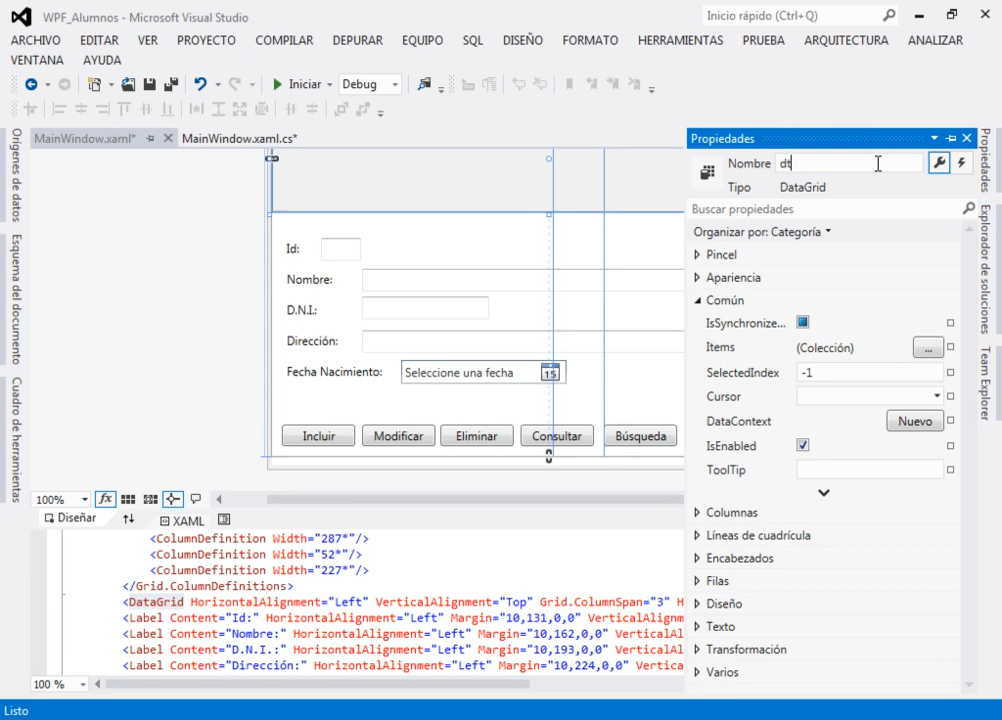 WPF_Alumnos - Microsoft Visual Studio
Inicio rápido (Ctrl+Q)
ARCHIVO EDITAR VER PROYECTO COMPILAR DEPURAR EQUIPO SQL DISEÑO FORMATO HERRAMIENTAS PRUEBA ARQUITECTURA ANALIZAR
VENTANA AYUDA
Iniciar Debug
MainWindow.xaml* MainWindow.xaml.cs*
Orígenes de datos
Esquema del documento
Cuadro de herramientas
Id:
Nombre:
D.N.I.:
Dirección:
Fecha Nacimiento: Seleccione una fecha 15
Incluir Modificar Eliminar Consultar Búsqueda
100% fx
Diseñar XAML
<ColumnDefinition Width="287*"/>
<ColumnDefinition Width="52*"/>
<ColumnDefinition Width="227*"/>
</Grid.ColumnDefinitions>
<DataGrid HorizontalAlignment="Left" VerticalAlignment="Top" Grid.ColumnSpan="3" H
<Label Content="Id:" HorizontalAlignment="Left" Margin="10,131,0,0" VerticalAlignmen
<Label Content="Nombre:" HorizontalAlignment="Left" Margin="10,162,0,0" VerticalAlig
<Label Content="D.N.I.:" HorizontalAlignment="Left" Margin="10,193,0,0" VerticalAlig
<Label Content="Dirección:" HorizontalAlignment="Left" Margin="10,224,0,0" Vertica
100 %
Listo
Propiedades
Nombre dt
Tipo DataGrid
Buscar propiedades
Organizar por: Categoría
Pincel
Apariencia
Común
IsSynchronize...
Items (Colección) ...
SelectedIndex -1
Cursor
DataContext Nuevo
IsEnabled
ToolTip
Columnas
Líneas de cuadrícula
Encabezados
Filas
Diseño
Texto
Transformación
Varios
Propiedades
Explorador de soluciones
Team Explorer